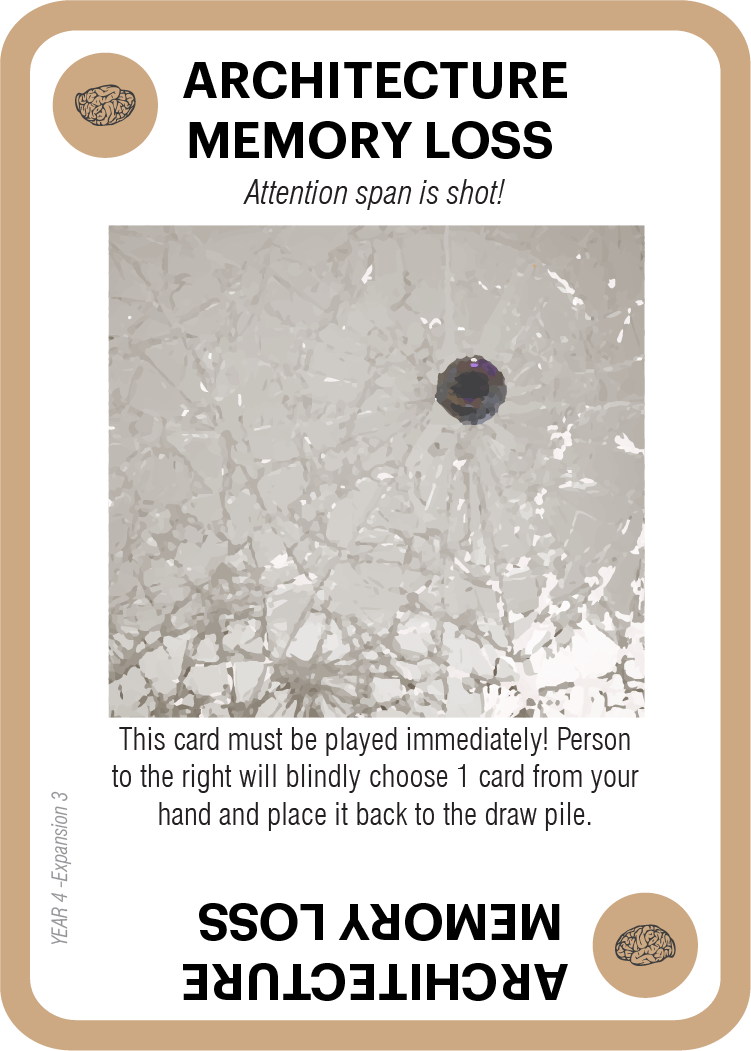 ARCHITECTURE
MEMORY LOSS
Attention span is shot!
This card must be played immediately! Person
to the right will blindly choose 1 card from your
hand and place it back to the draw pile.
YEAR 4 -Expansion 3
ARCHITECTURE
MEMORY LOSS